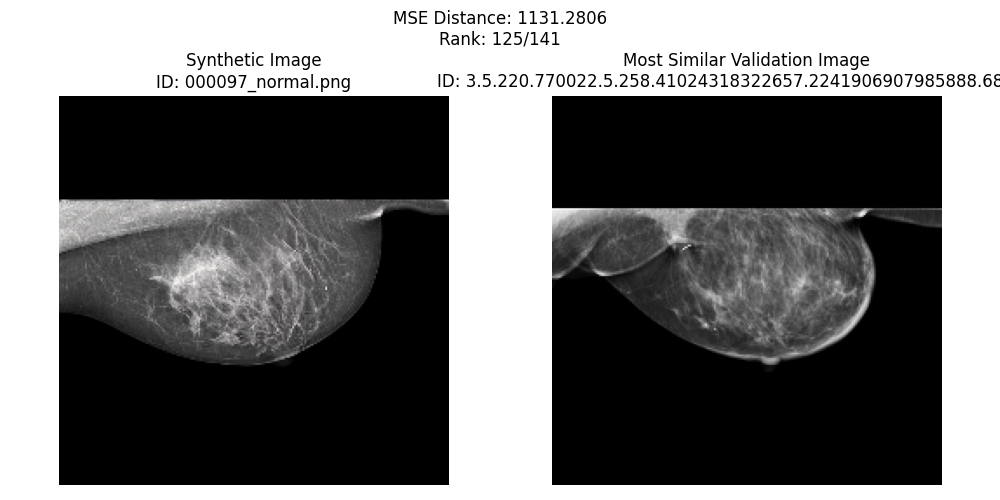 MSE Distance: 1131.2806
Rank: 125/141
Synthetic Image
ID: 000097_normal.png
Most Similar Validation Image
ID: 3.5.220.770022.5.258.41024318322657.2241906907985888.68